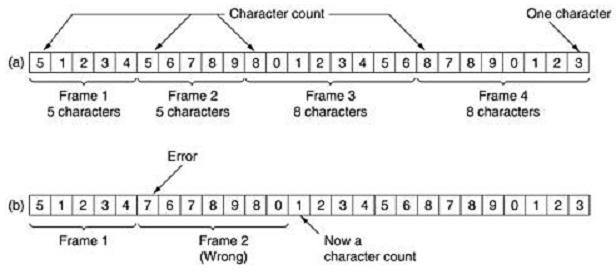 Character count One character
(a) 5 1 2 3 4 5 6 7 8 9 8 0 1 2 3 4 5 6 8 7 8 9 0 1 2 3
Frame 1 Frame 2 Frame 3 Frame 4
5 characters 5 characters 8 characters 8 characters
Error
(b) 5 1 2 3 4 7 6 7 8 9 8 0 1 2 3 4 5 6 8 7 8 9 0 1 2 3
Frame 1 Frame 2 Now a
(Wrong) character count